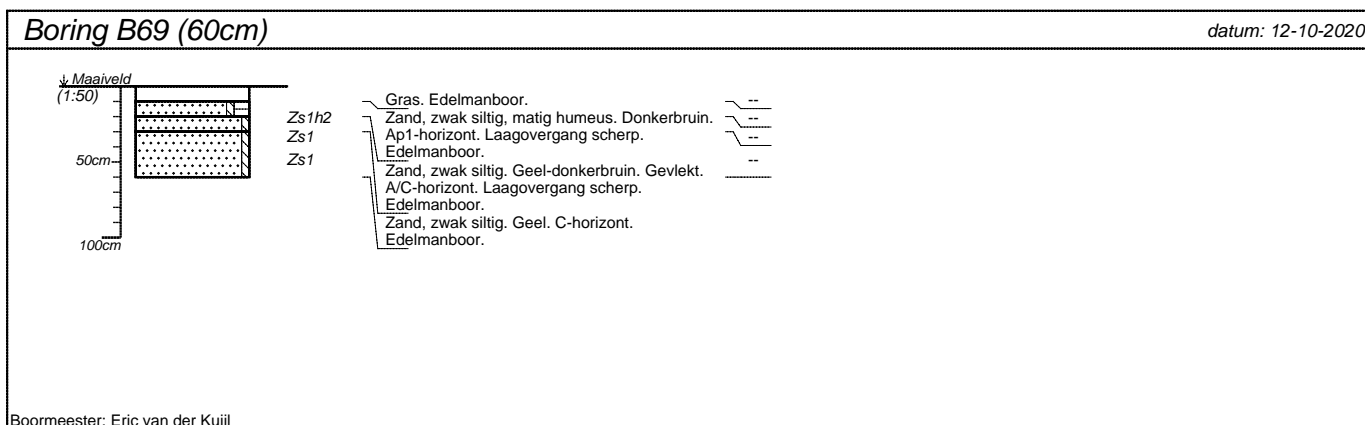 Boring B69 (60cm)
datum: 12-10-2020
Maaiveld
(1:50)
50cm
100cm
Zs1h2
Zs1
Zs1
Gras. Edelmanboor.
Zand, zwak siltig, matig humeus. Donkerbruin.
Ap1-horizont. Laagovergang scherp.
Edelmanboor.
Zand, zwak siltig. Geel-donkerbruin. Gevlekt.
A/C-horizont. Laagovergang scherp.
Edelmanboor.
Zand, zwak siltig. Geel. C-horizont.
Edelmanboor.
--
--
--
--
Boormeester: Eric van der Kuijl